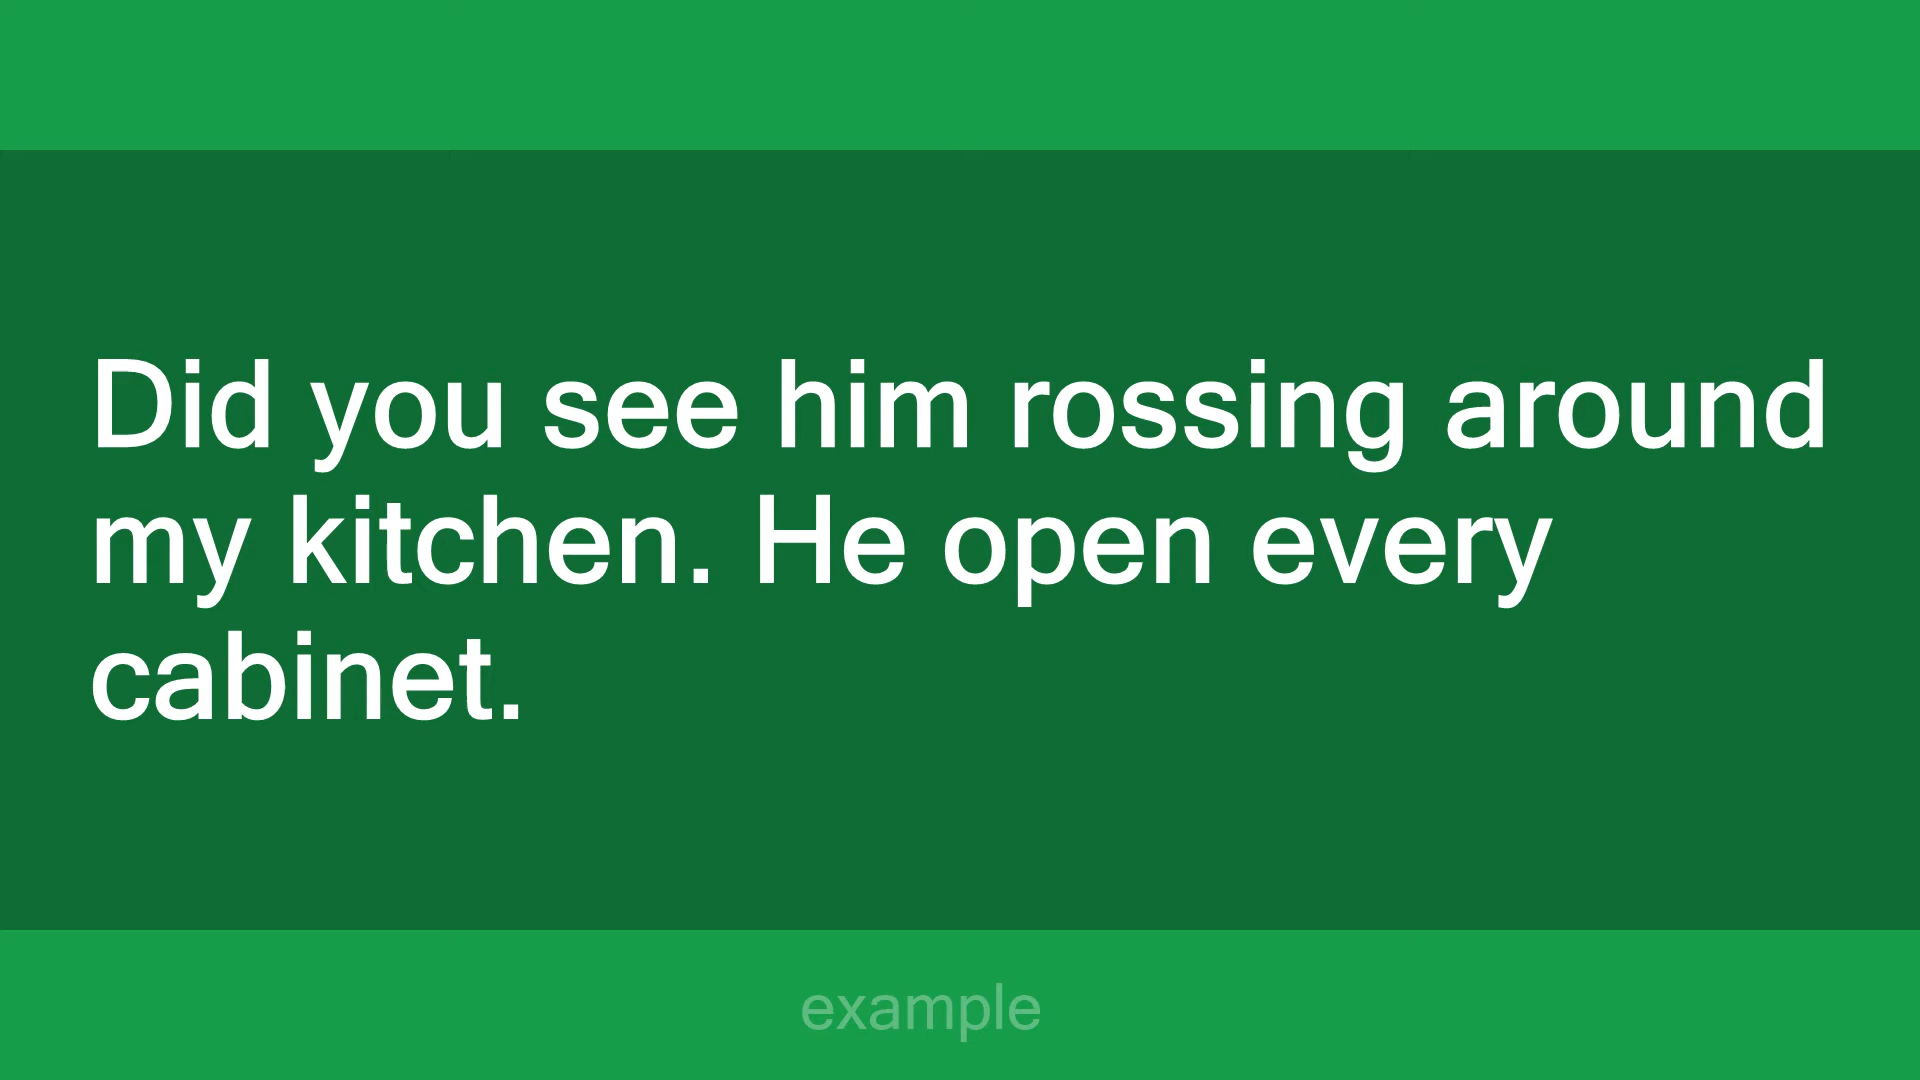 Did you see him rossing around
my kitchen. He open every
cabinet.
example